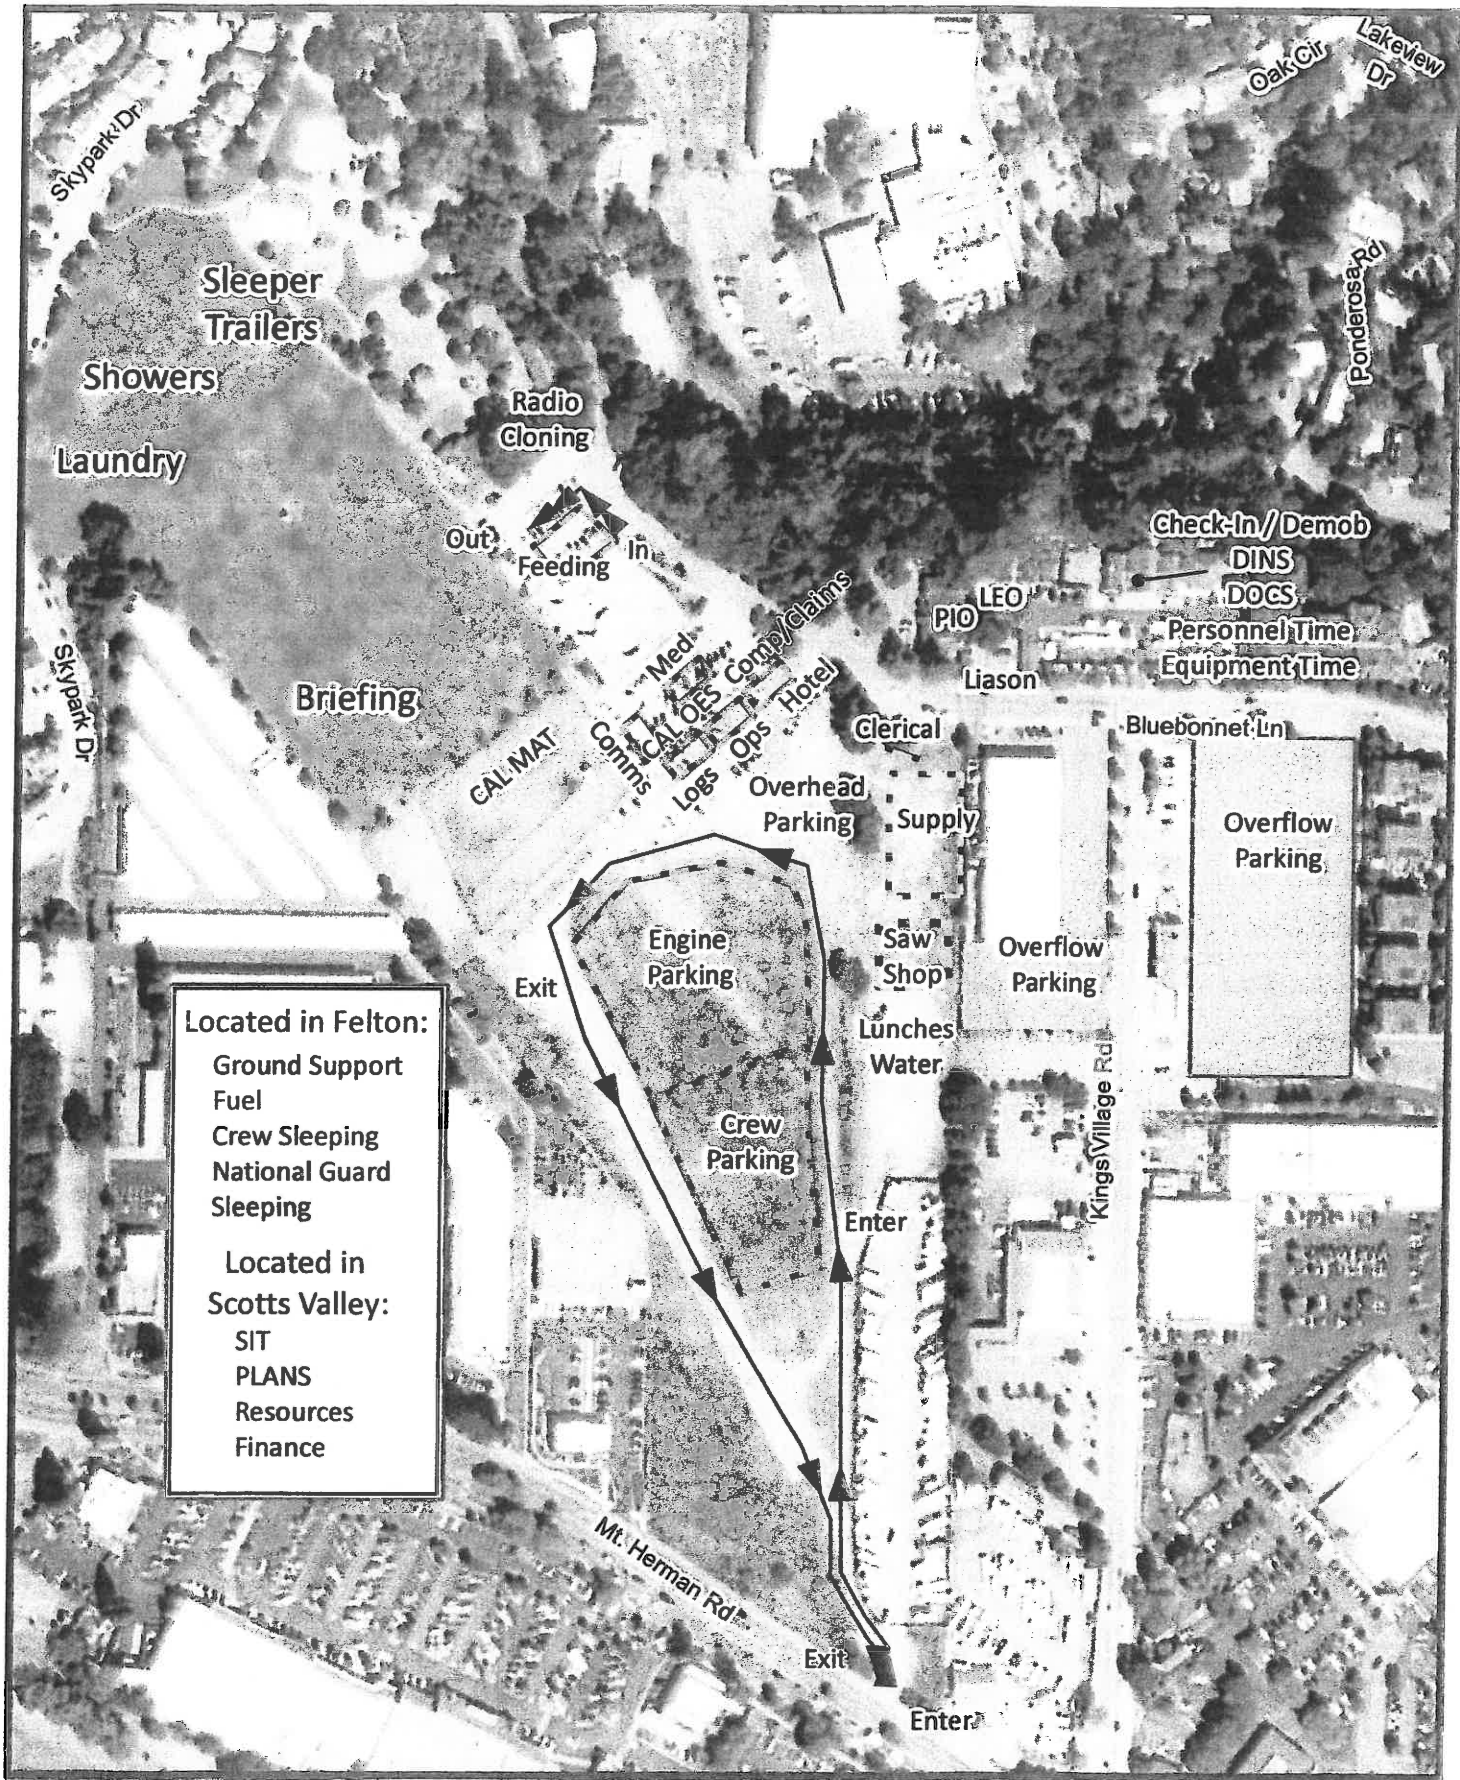 Lakeview
Dr
Oak Cir
Skypark Dr
Ponderosa Rd
Sleeper
Trailers
Showers
Laundry
Radio
Cloning
Out
In
Feeding
Check-In / Demob
DINS
DOCS
Personnel Time
Equipment Time
LEO
PIO
Liason
Skypark Dr
Briefing
Med
Comp/Claims
CAL OES
Hotel
Comms
Ops
Logs
CAL MAT
Clerical
Bluebonnet Ln
Overhead
Parking
Supply
Overflow
Parking
Engine
Parking
Saw
Shop
Overflow
Parking
Exit
Lunches
Water
Kings Village Rd
Crew
Parking
Enter
Located in Felton:
Ground Support
Fuel
Crew Sleeping
National Guard
Sleeping
Located in
Scotts Valley:
SIT
PLANS
Resources
Finance
Mt. Herman Rd
Exit
Enter